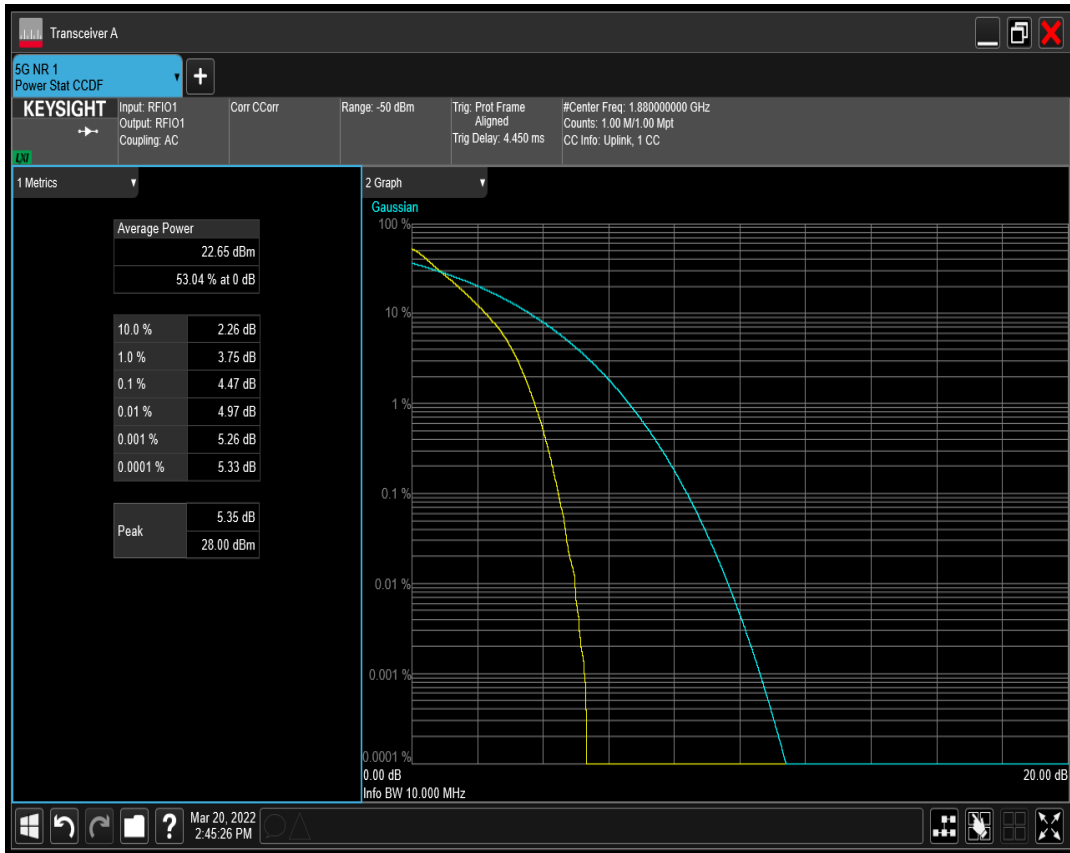 Transceiver A
5G NR 1
Power Stat CCDF
+
KEYSIGHT
LXI
Input: RFIO1
Output: RFIO1
Coupling: AC
Corr CCorr
Range: -50 dBm
Trig: Prot Frame
Aligned
Trig Delay: 4.450 ms
#Center Freq: 1.880000000 GHz
Counts: 1.00 M/1.00 Mpt
CC Info: Uplink, 1 CC
1 Metrics
Average Power
22.65 dBm
53.04 % at 0 dB
10.0 % 2.26 dB
1.0 % 3.75 dB
0.1 % 4.47 dB
0.01 % 4.97 dB
0.001 % 5.26 dB
0.0001 % 5.33 dB
Peak 5.35 dB
28.00 dBm
2 Graph
Gaussian
100 %
10 %
1 %
0.1 %
0.01 %
0.001 %
0.0001 %
0.00 dB 20.00 dB
Info BW 10.000 MHz
?
Mar 20, 2022
2:45:26 PM